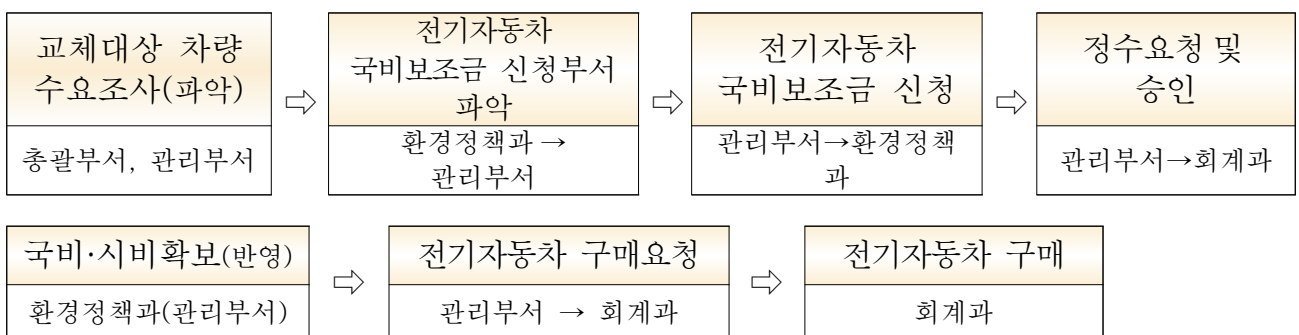 교체대상 차량
수요조사(파악)
총괄부서, 관리부서
⇨
전기자동차
국비보조금 신청부서
파악
환경정책과 →
관리부서
⇨
전기자동차
국비보조금 신청
관리부서→환경정책
과
⇨
정수요청 및
승인
관리부서→회계과
국비·시비확보(반영)
환경정책과(관리부서)
⇨
전기자동차 구매요청
관리부서 → 회계과
⇨
전기자동차 구매
회계과